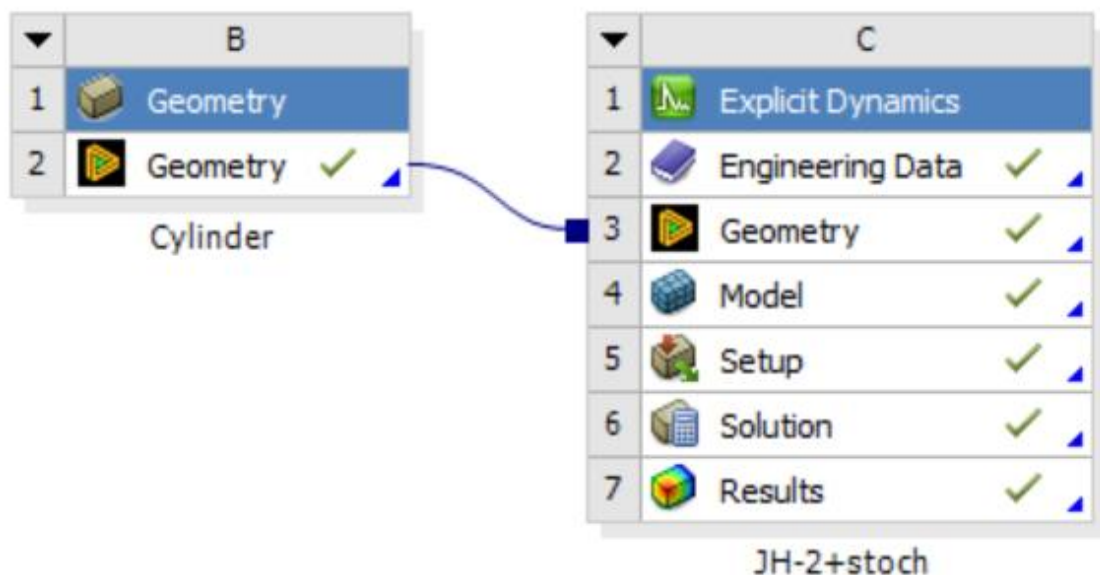 B
1 Geometry
2 Geometry
Cylinder
C
1 Explicit Dynamics
2 Engineering Data
3 Geometry
4 Model
5 Setup
6 Solution
7 Results
JH-2+stoch